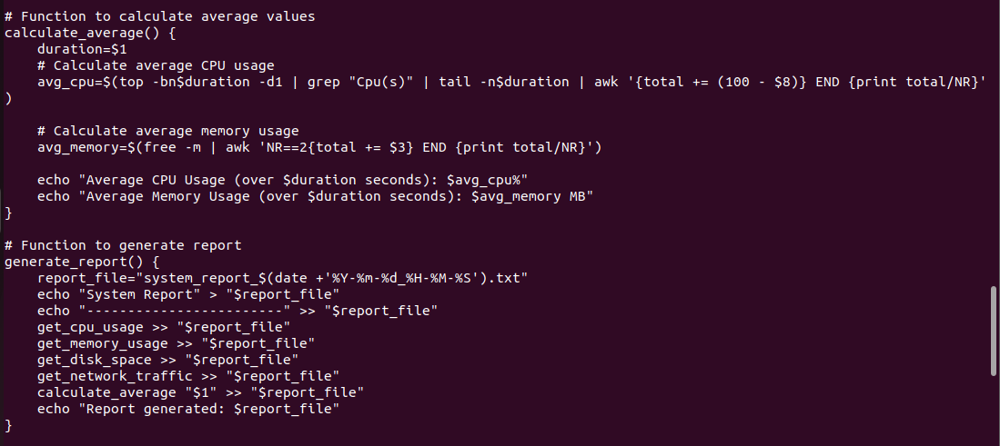 # Function to calculate average values
calculate_average() {
    duration=$1
    # Calculate average CPU usage
    avg_cpu=$(top -bn$duration -d1 | grep "Cpu(s)" | tail -n$duration | awk '{total += (100 - $8)} END {print total/NR}'
)

    # Calculate average memory usage
    avg_memory=$(free -m | awk 'NR==2{total += $3} END {print total/NR}')

    echo "Average CPU Usage (over $duration seconds): $avg_cpu%"
    echo "Average Memory Usage (over $duration seconds): $avg_memory MB"
}

# Function to generate report
generate_report() {
    report_file="system_report_$(date +'%Y-%m-%d_%H-%M-%S').txt"
    echo "System Report" > "$report_file"
    echo "------------------------" >> "$report_file"
    get_cpu_usage >> "$report_file"
    get_memory_usage >> "$report_file"
    get_disk_space >> "$report_file"
    get_network_traffic >> "$report_file"
    calculate_average "$1" >> "$report_file"
    echo "Report generated: $report_file"
}